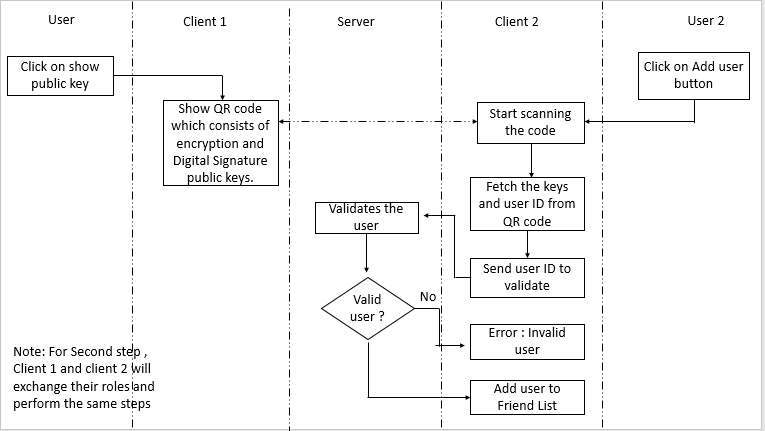 User
Client 1
Server
Client 2
User 2
Click on show
public key
Show QR code
which consists of
encryption and
Digital Signature
public keys.
Click on Add user
button
Start scanning
the code
Fetch the keys
and user ID from
QR code
Validates the
user
Send user ID to
validate
Valid
user ?
No
Error : Invalid
user
Add user to
Friend List
Note: For Second step ,
Client 1 and client 2 will
exchange their roles and
perform the same steps